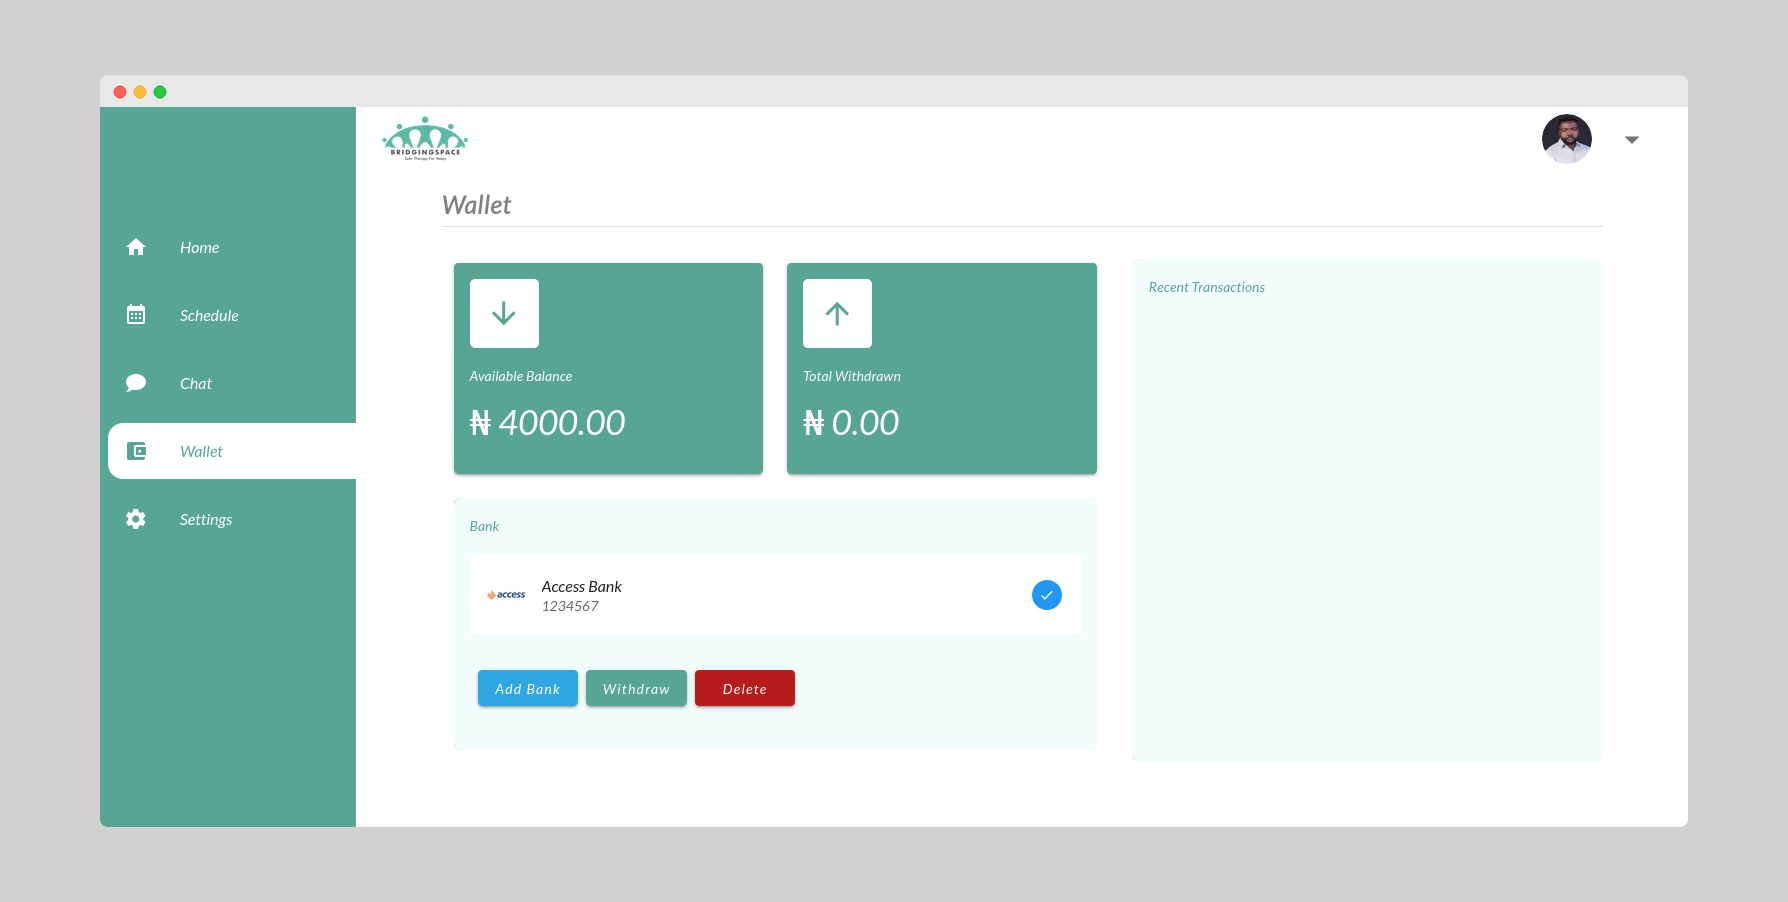 BRIDGINGSPACE
Safe Therapy For Today
Home
Schedule
Chat
Wallet
Settings
Wallet
Available Balance
₦ 4000.00
Total Withdrawn
₦ 0.00
Recent Transactions
Bank
access
Access Bank
1234567
Add Bank
Withdraw
Delete